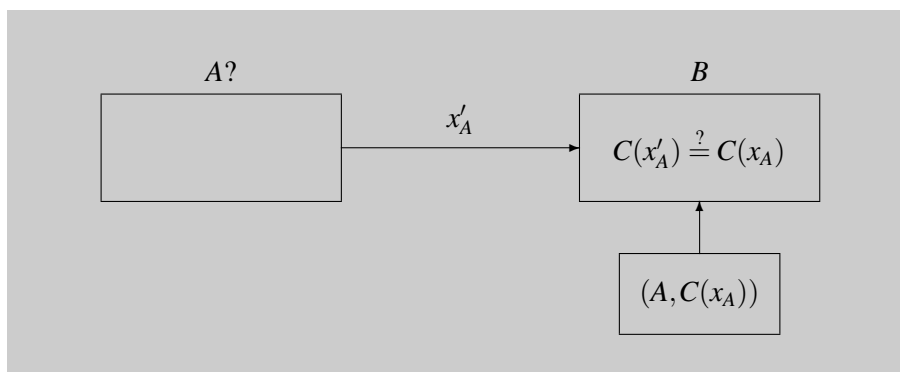 A?
B
x′_A
C(x′_A) ≟ C(x_A)
(A, C(x_A))